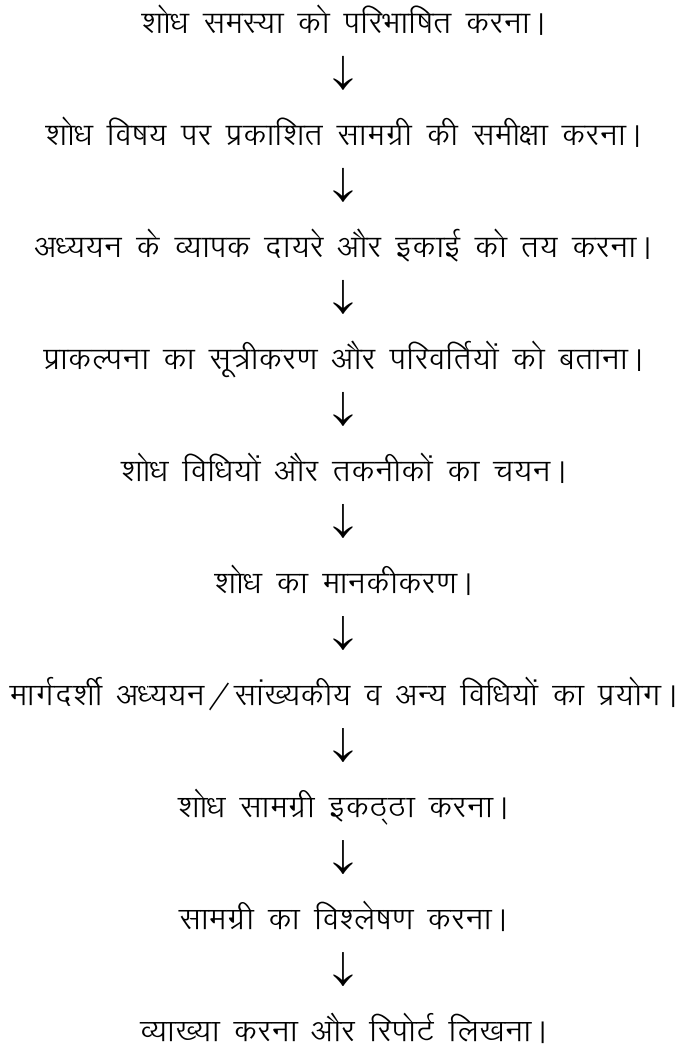 शोध समस्या को परिभाषित करना।
↓
शोध विषय पर प्रकाशित सामग्री की समीक्षा करना।
↓
अध्ययन के व्यापक दायरे और इकाई को तय करना।
↓
प्राकल्पना का सूत्रीकरण और परिवर्तियों को बताना।
↓
शोध विधियों और तकनीकों का चयन।
↓
शोध का मानकीकरण।
↓
मार्गदर्शी अध्ययन/सांख्यकीय व अन्य विधियों का प्रयोग।
↓
शोध सामग्री इकठ्ठा करना।
↓
सामग्री का विश्लेषण करना।
↓
व्याख्या करना और रिपोर्ट लिखना।